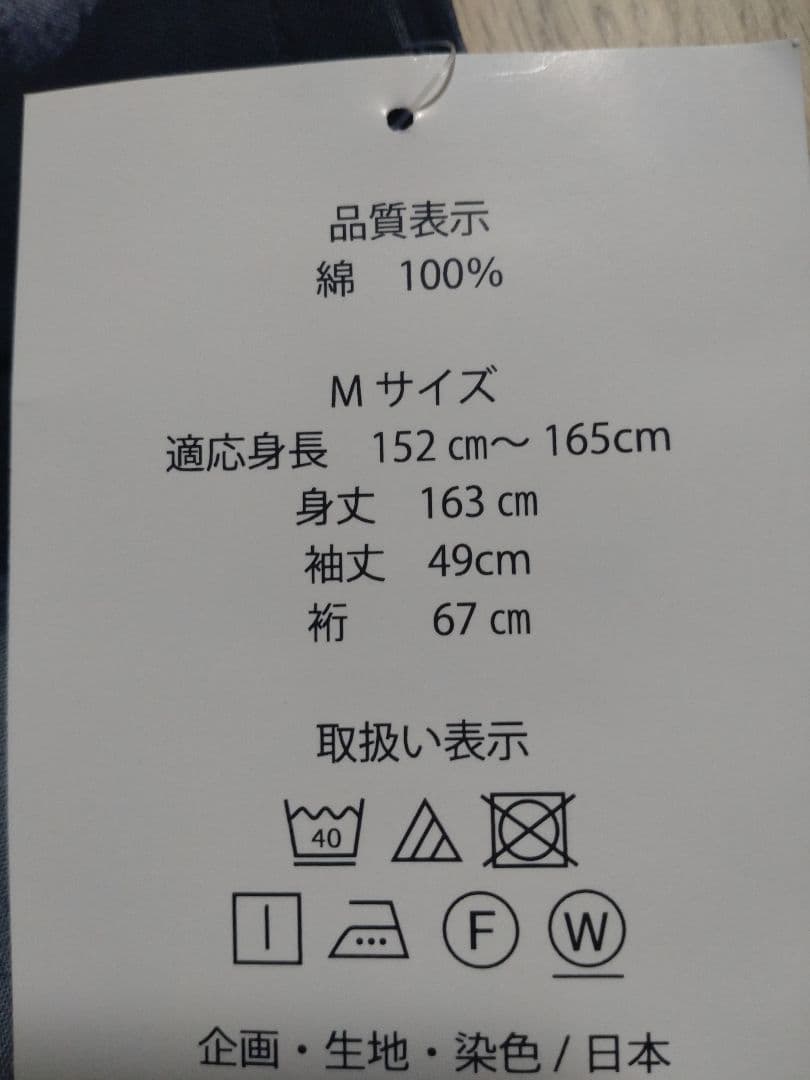 品質表示
綿　100%
Mサイズ
適応身長　152㎝～165cm
身丈　163㎝
袖丈　49cm
裄　　67㎝
取扱い表示
40
F W
企画・生地・染色/日本